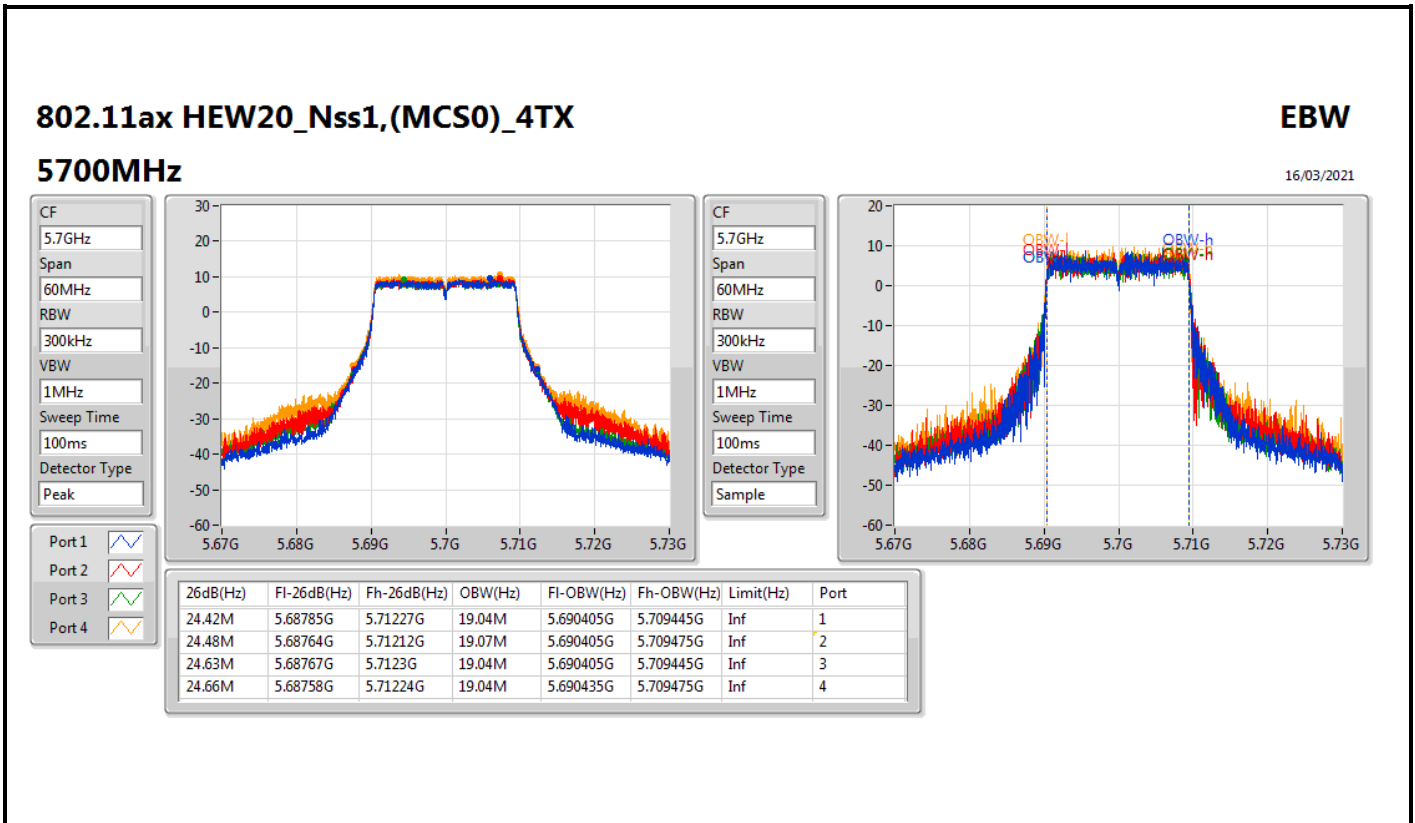 802.11ax HEW20_Nss1,(MCS0)_4TX
EBW
5700MHz
16/03/2021
CF
5.7GHz
Span
60MHz
RBW
300kHz
VBW
1MHz
Sweep Time
100ms
Detector Type
Peak
30
20
10
0
-10
-20
-30
-40
-50
-60
5.67G 5.68G 5.69G 5.7G 5.71G 5.72G 5.73G
CF
5.7GHz
Span
60MHz
RBW
300kHz
VBW
1MHz
Sweep Time
100ms
Detector Type
Sample
20
10
0
-10
-20
-30
-40
-50
-60
OBW-l
OBW-l
OBW-h
OBW-h
5.67G 5.68G 5.69G 5.7G 5.71G 5.72G 5.73G
Port 1
Port 2
Port 3
Port 4
26dB(Hz) Fl-26dB(Hz) Fh-26dB(Hz) OBW(Hz) Fl-OBW(Hz) Fh-OBW(Hz) Limit(Hz) Port
24.42M 5.68785G 5.71227G 19.04M 5.690405G 5.709445G Inf 1
24.48M 5.68764G 5.71212G 19.07M 5.690405G 5.709475G Inf 2
24.63M 5.68767G 5.7123G 19.04M 5.690405G 5.709445G Inf 3
24.66M 5.68758G 5.71224G 19.04M 5.690435G 5.709475G Inf 4